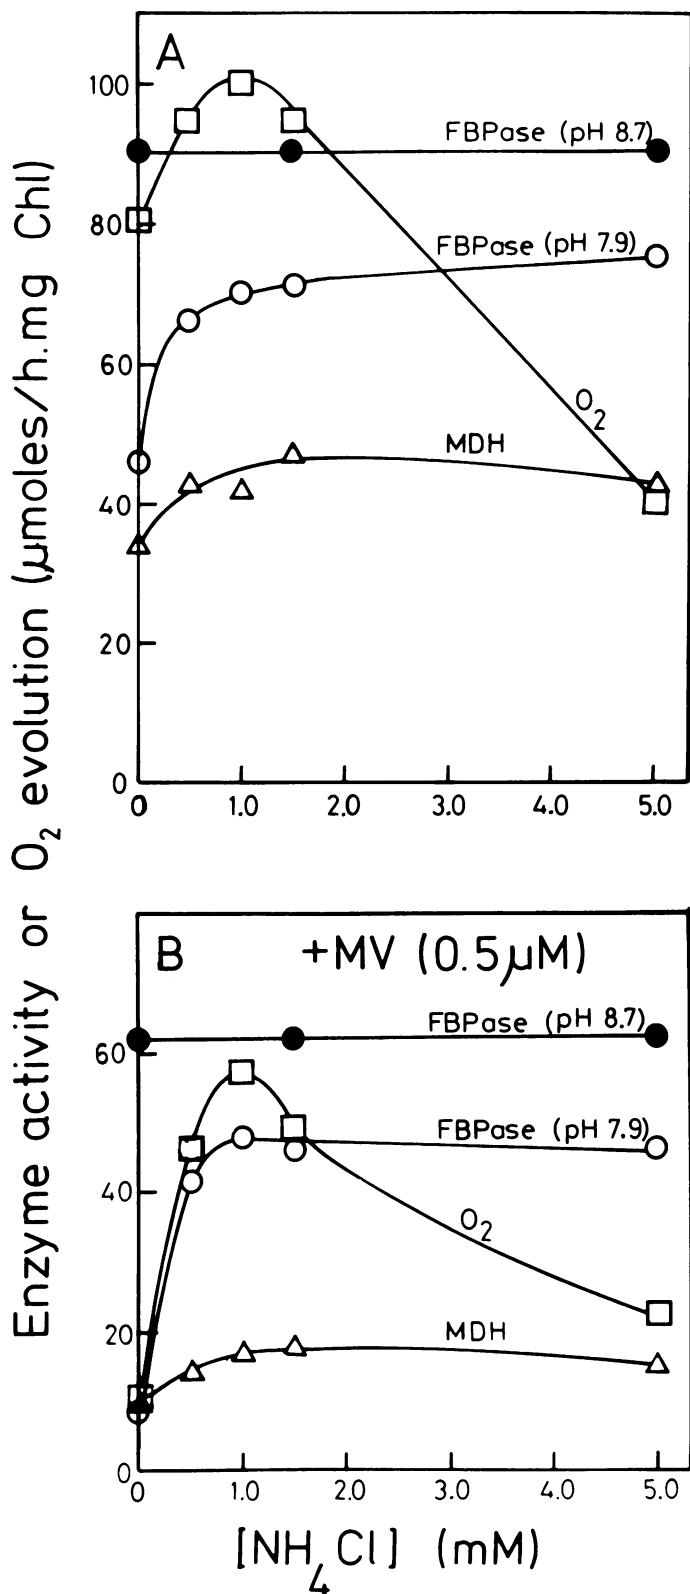 Enzyme activity or O₂ evolution (μmoles/h.mg Chl)
A
100
80
60
40
20
0
FBPase (pH 8.7)
FBPase (pH 7.9)
O₂
MDH
0 1.0 2.0 3.0 4.0 5.0
B +MV (0.5μM)
60
40
20
0
FBPase (pH 8.7)
FBPase (pH 7.9)
O₂
MDH
0 1.0 2.0 3.0 4.0 5.0
[NH₄Cl] (mM)